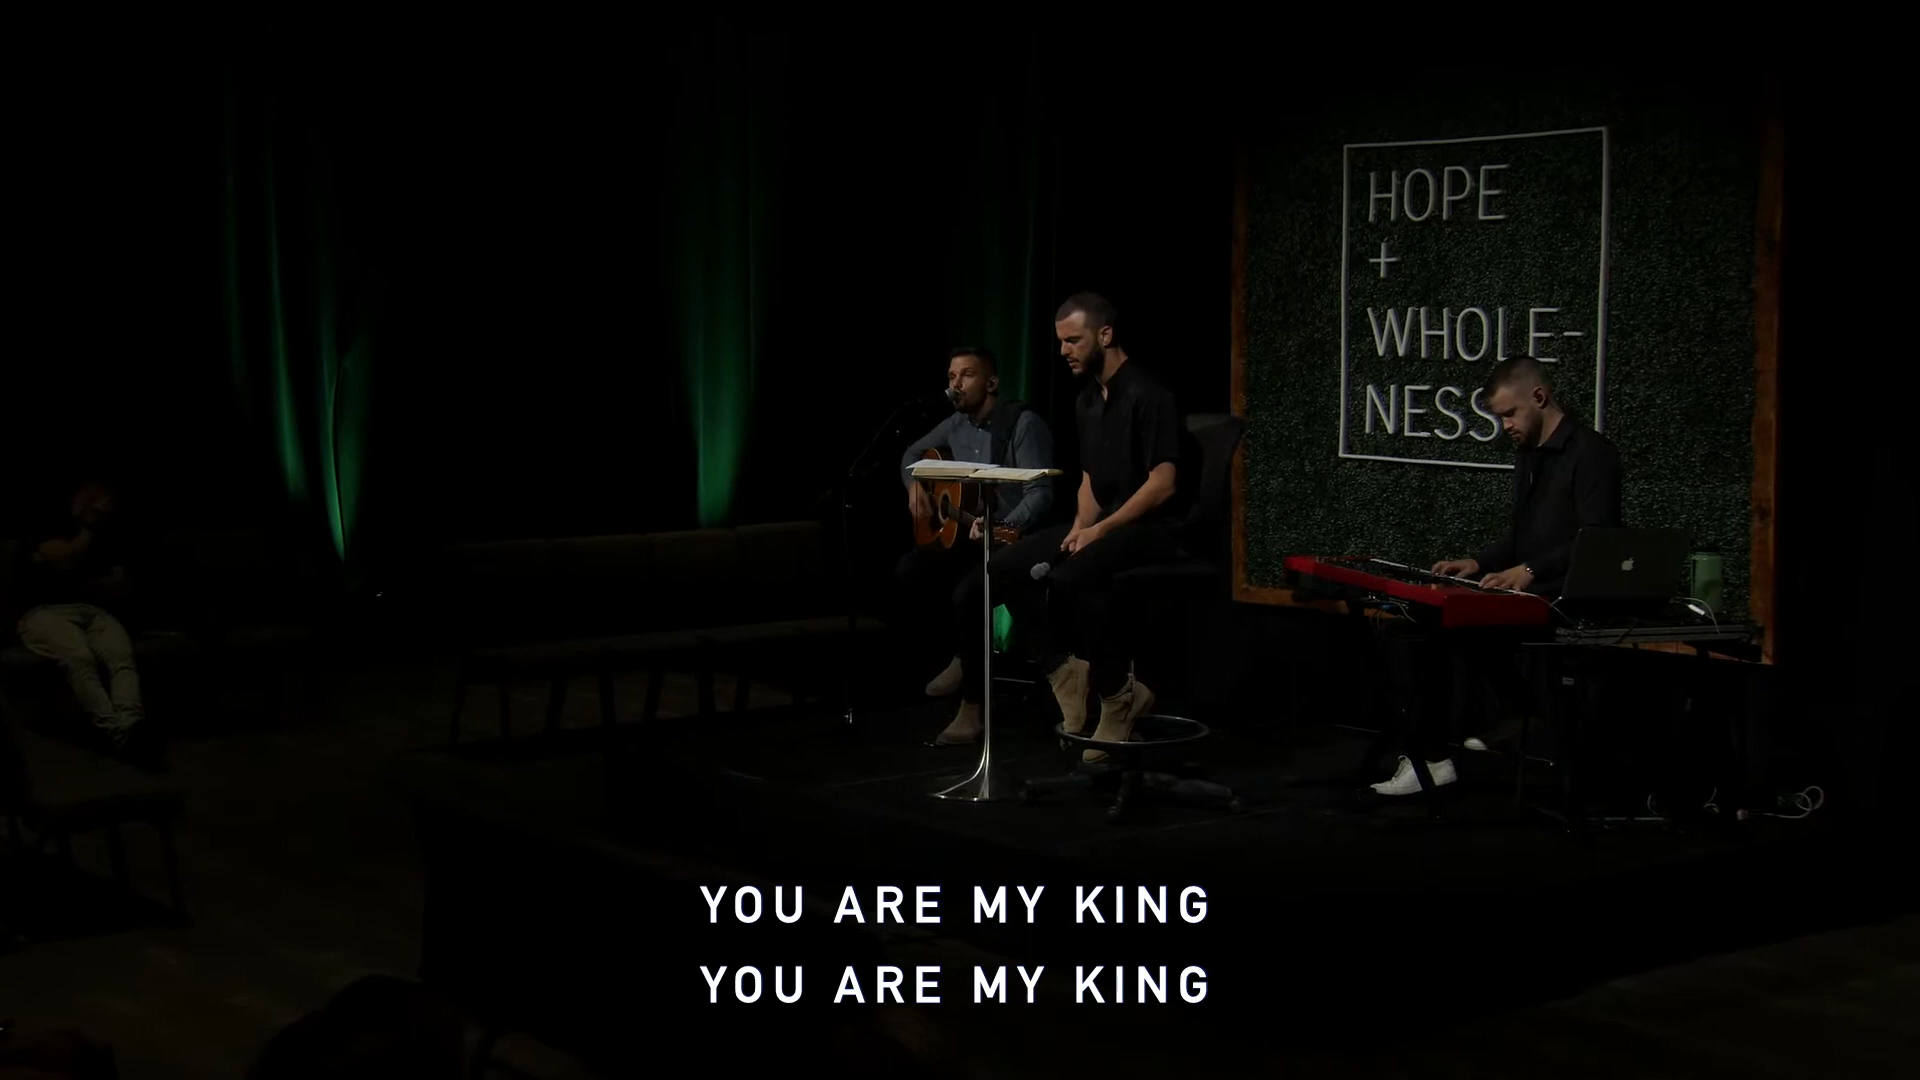 HOPE
+
WHOLE-
NESS
YOU ARE MY KING
YOU ARE MY KING